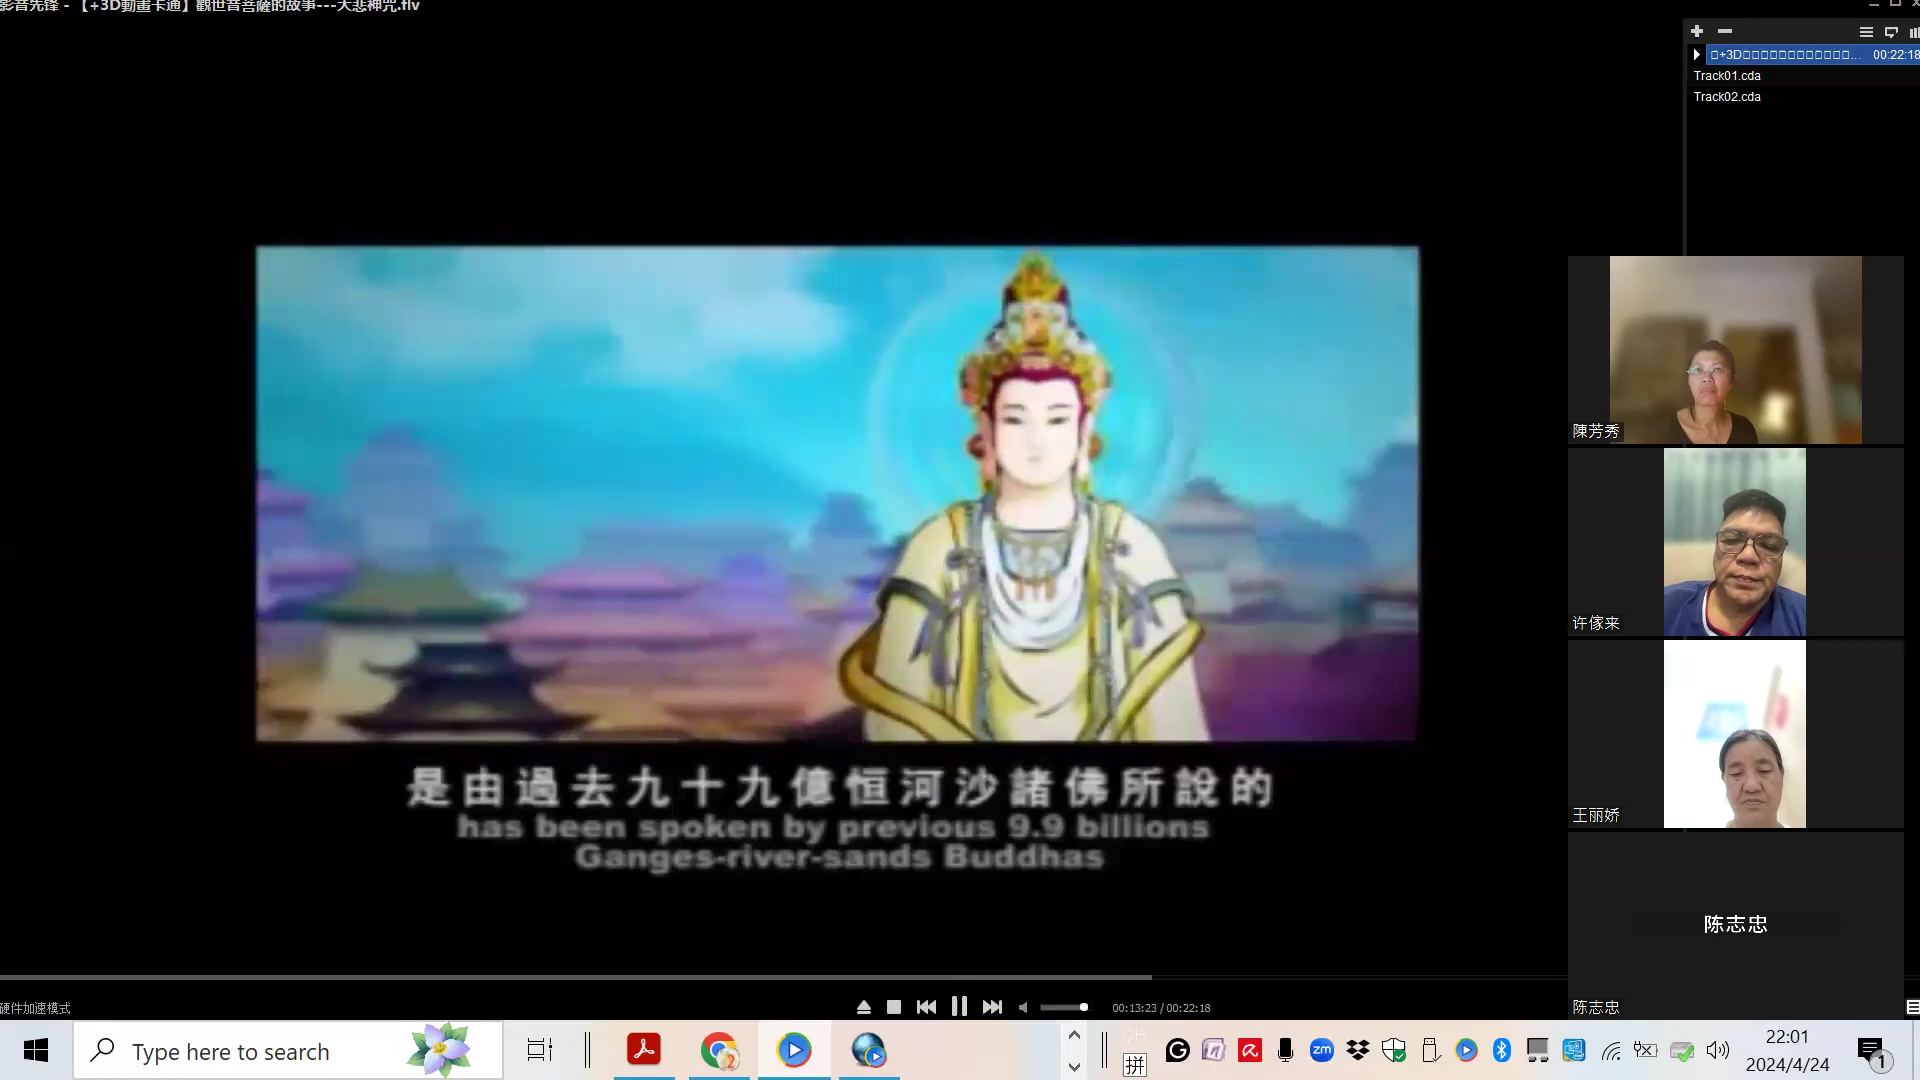 影音先锋 - 【+3D動畫卡通】觀世音菩薩的故事---大悲神咒.flv
00:22:18
Track01.cda
Track02.cda
陳芳秀
许傢来
王丽娇
陈志忠
陈志忠
是由過去九十九億恒河沙諸佛所說的
has been spoken by previous 9.9 billions
Ganges-river-sands Buddhas
硬件加速模式
00:13:23 / 00:22:18
Type here to search
CH
拼
zm
22:01
2024/4/24
1